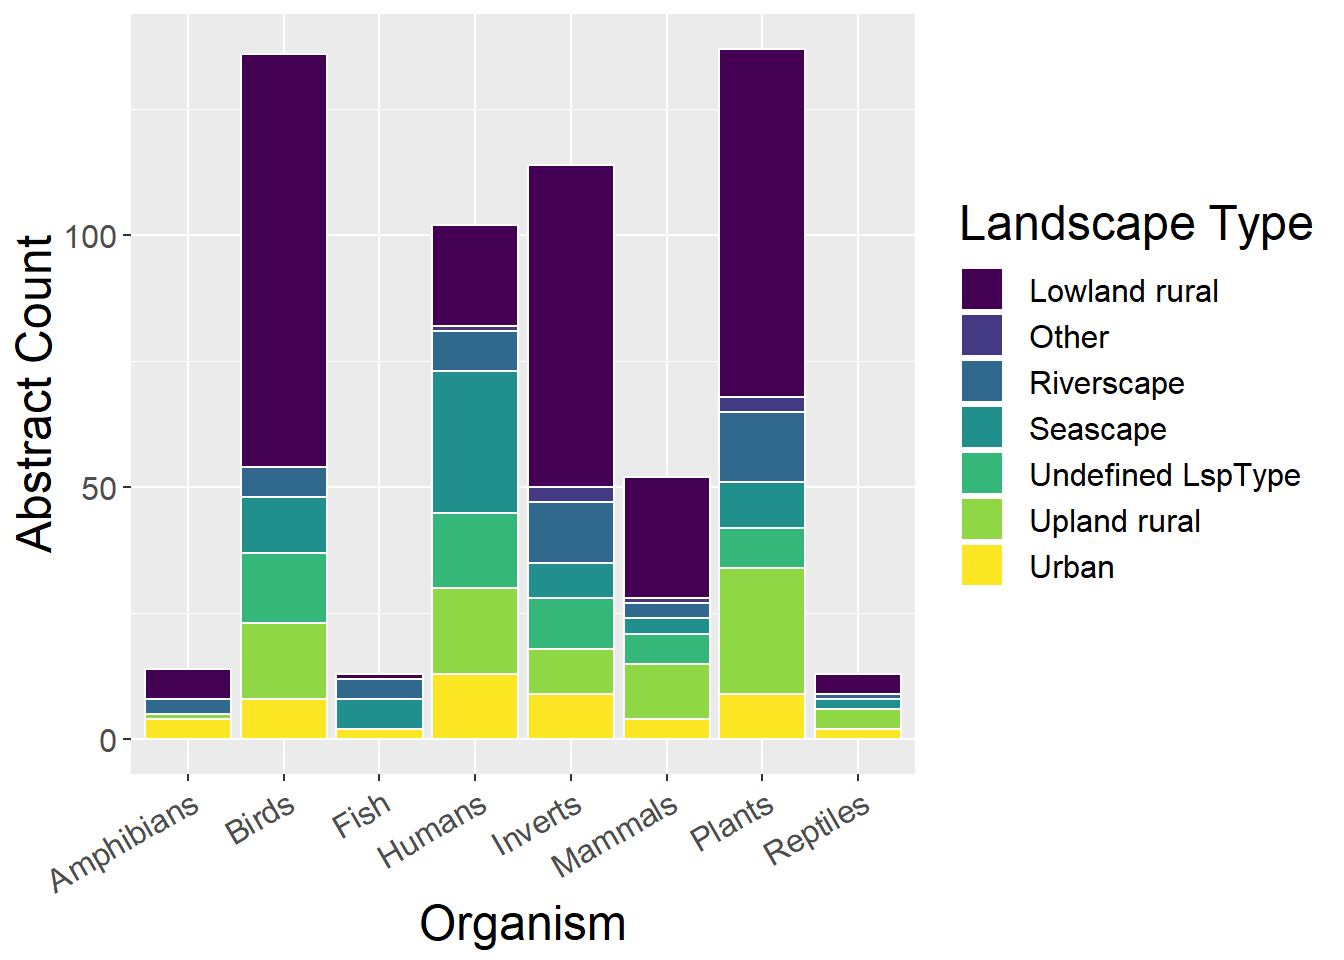 Abstract Count
100
50
0
Amphibians
Birds
Fish
Humans
Inverts
Mammals
Plants
Reptiles
Organism
Landscape Type
Lowland rural
Other
Riverscape
Seascape
Undefined LspType
Upland rural
Urban